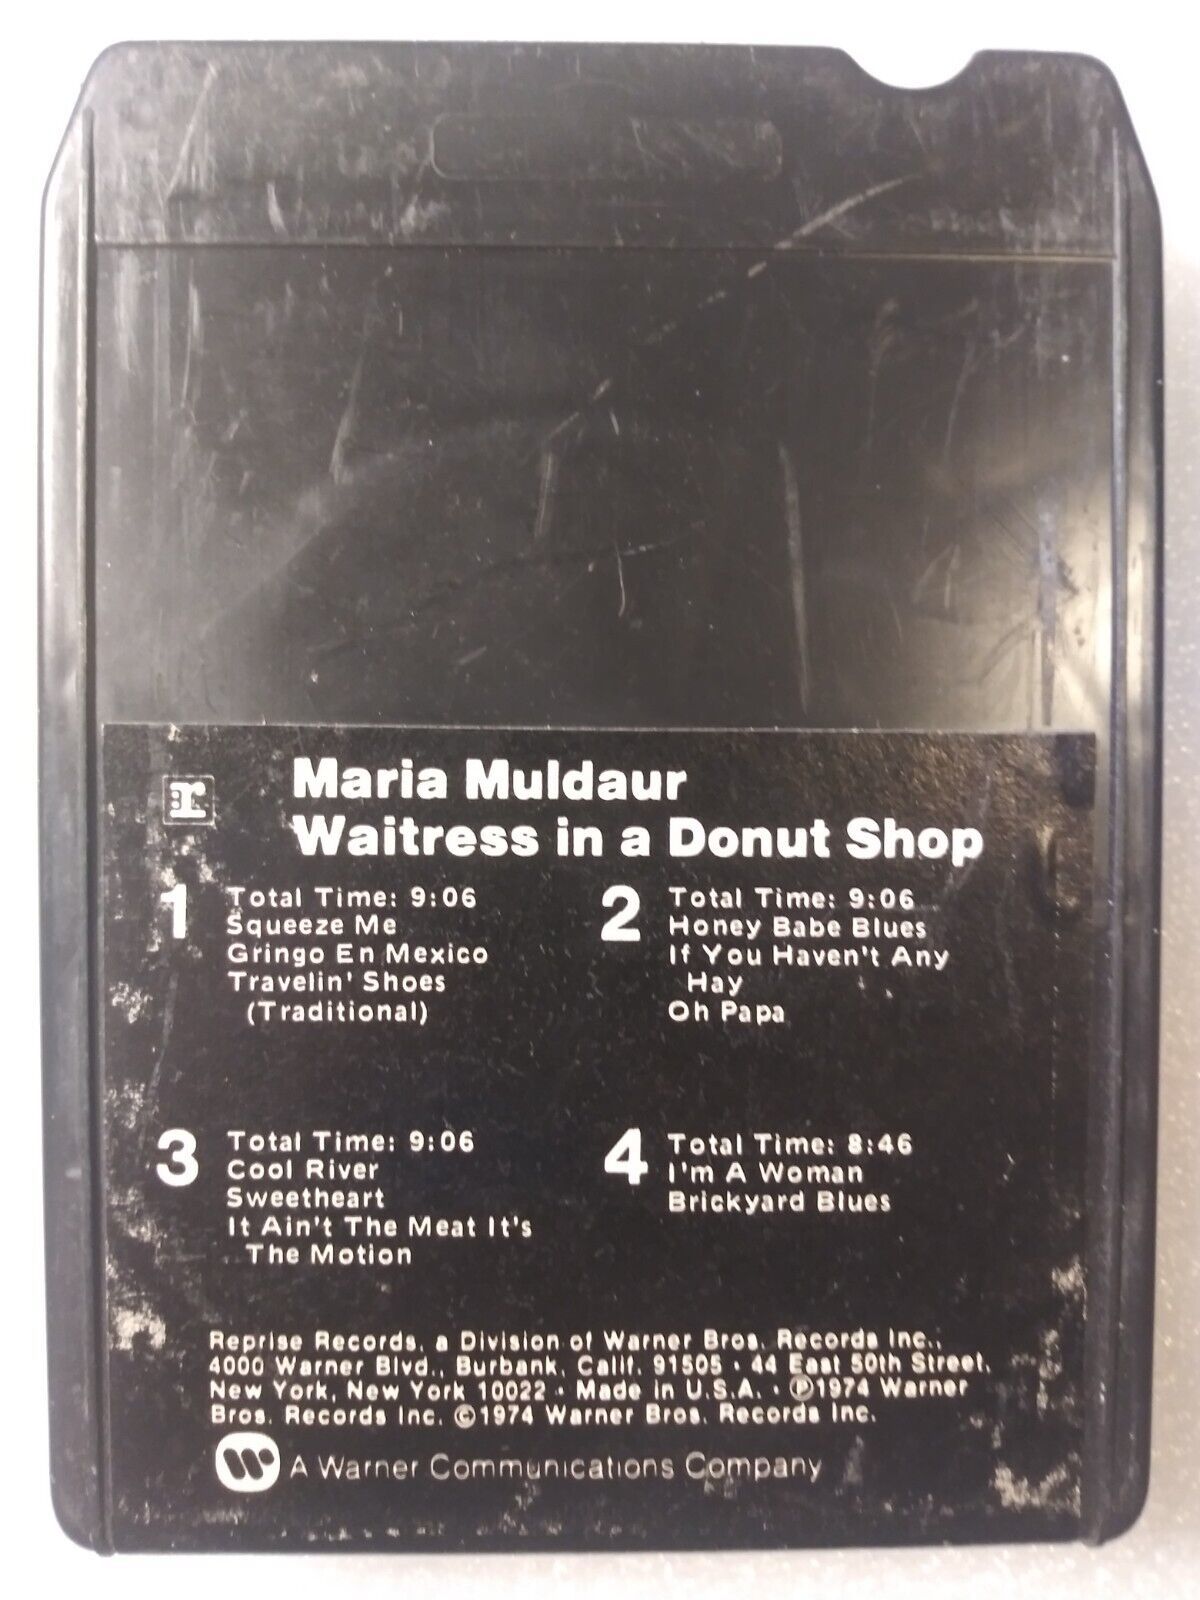 r
Maria Muldaur
Waitress in a Donut Shop
1
Total Time: 9:06
Squeeze Me
Gringo En Mexico
Travelin' Shoes
(Traditional)
2
Total Time: 9:06
Honey Babe Blues
If You Haven't Any
Hay
Oh Papa
3
Total Time: 9:06
Cool River
Sweetheart
It Ain't The Meat It's
The Motion
4
Total Time: 8:46
I'm A Woman
Brickyard Blues
Reprise Records, a Division of Warner Bros. Records Inc.,
4000 Warner Blvd., Burbank, Calif. 91505 · 44 East 50th Street,
New York, New York 10022 · Made in U.S.A. · ℗1974 Warner
Bros. Records Inc. ©1974 Warner Bros. Records Inc.
A Warner Communications Company